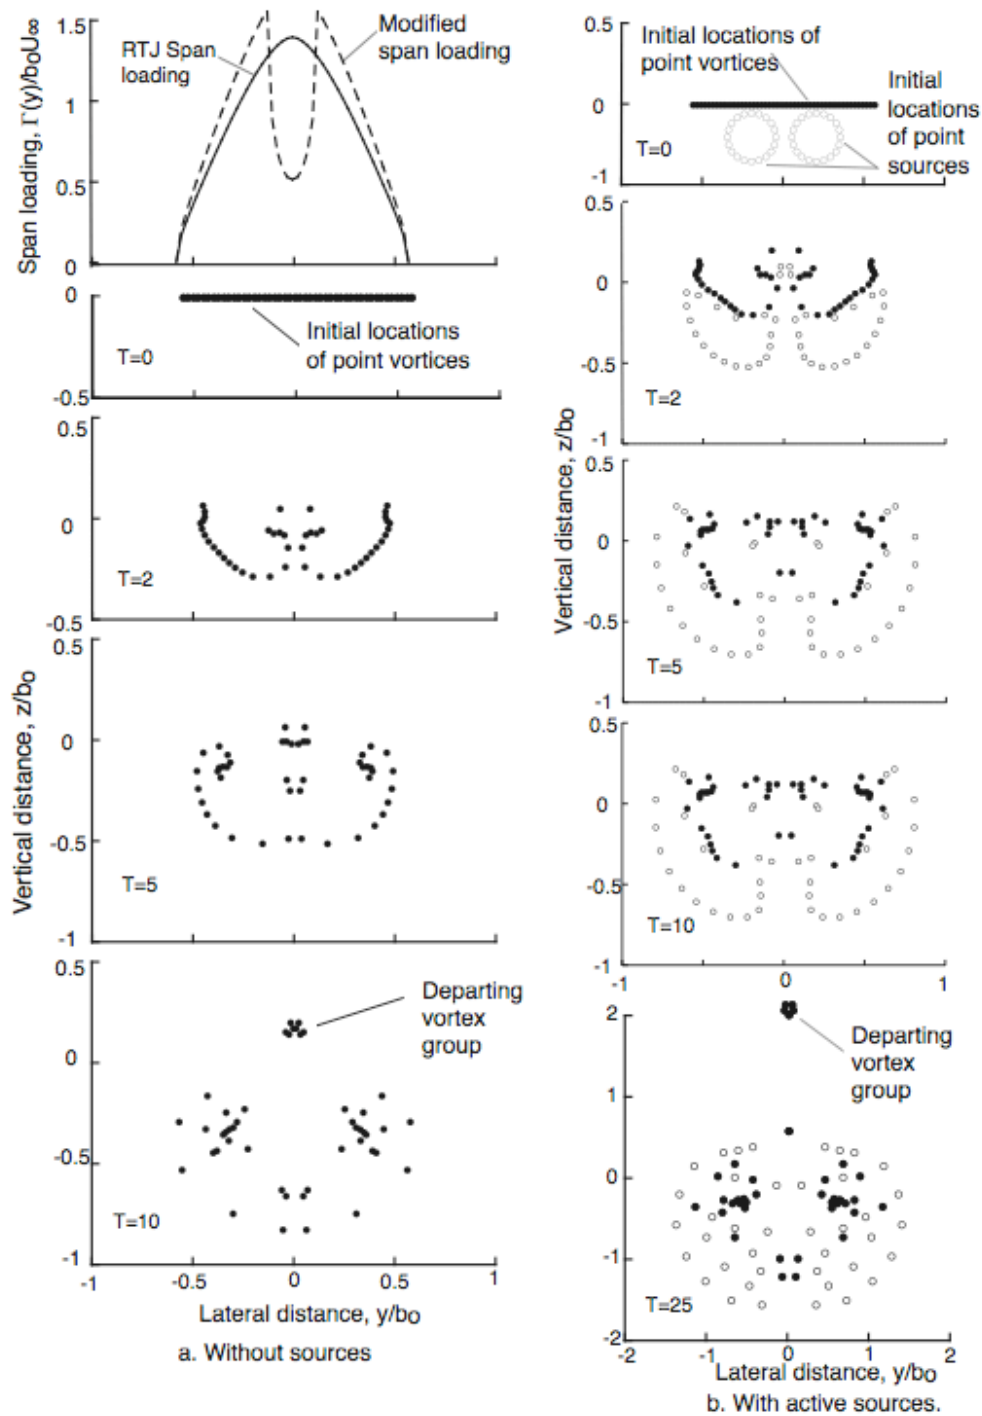 1.5
1
0.5
0
Span loading, Γ(y)/boU∞
RTJ Span
loading
Modified
span loading
0
-0.5
T=0
Initial locations
of point vortices
0.5
0
-0.5
T=2
0.5
0
-0.5
-1
T=5
Vertical distance, z/bo
0.5
0
-0.5
-1
T=10
Departing
vortex
group
-1
-0.5
0
0.5
1
Lateral distance, y/bo
a. Without sources
0.5
0
-1
T=0
Initial locations of
point vortices
Initial
locations
of point
sources
0.5
0
-0.5
-1
T=2
0.5
0
-0.5
-1
T=5
Vertical distance, z/bo
0.5
0
-0.5
-1
T=10
-1
0
1
2
1
0
-1
-2
T=25
Departing
vortex
group
-2
-1
0
1
2
Lateral distance, y/bo
b. With active sources.